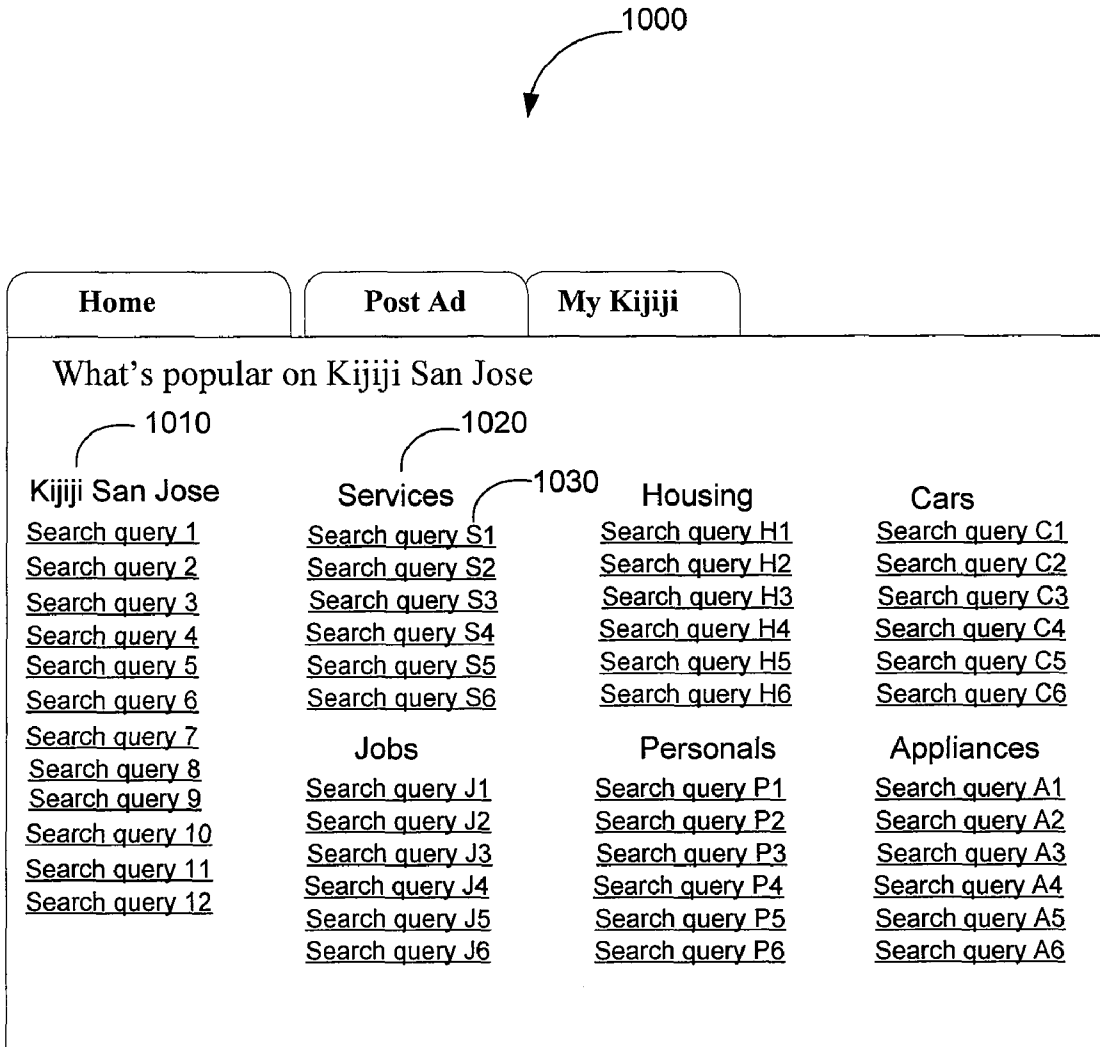 1000
Home
Post Ad
My Kijiji
What's popular on Kijiji San Jose
1010
Kijiji San Jose
Search query 1
Search query 2
Search query 3
Search query 4
Search query 5
Search query 6
Search query 7
Search query 8
Search query 9
Search query 10
Search query 11
Search query 12
1020
Services
1030
Search query S1
Search query S2
Search query S3
Search query S4
Search query S5
Search query S6
Housing
Search query H1
Search query H2
Search query H3
Search query H4
Search query H5
Search query H6
Cars
Search query C1
Search query C2
Search query C3
Search query C4
Search query C5
Search query C6
Jobs
Search query J1
Search query J2
Search query J3
Search query J4
Search query J5
Search query J6
Personals
Search query P1
Search query P2
Search query P3
Search query P4
Search query P5
Search query P6
Appliances
Search query A1
Search query A2
Search query A3
Search query A4
Search query A5
Search query A6